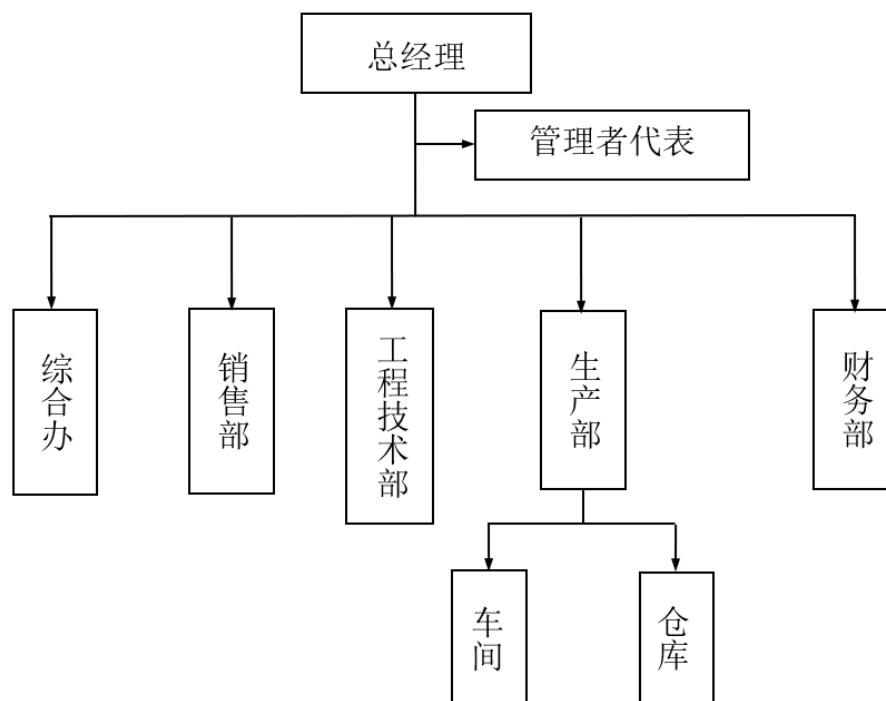 总经理
管理者代表
综合办
销售部
工程技术部
生产部
财务部
车间
仓库